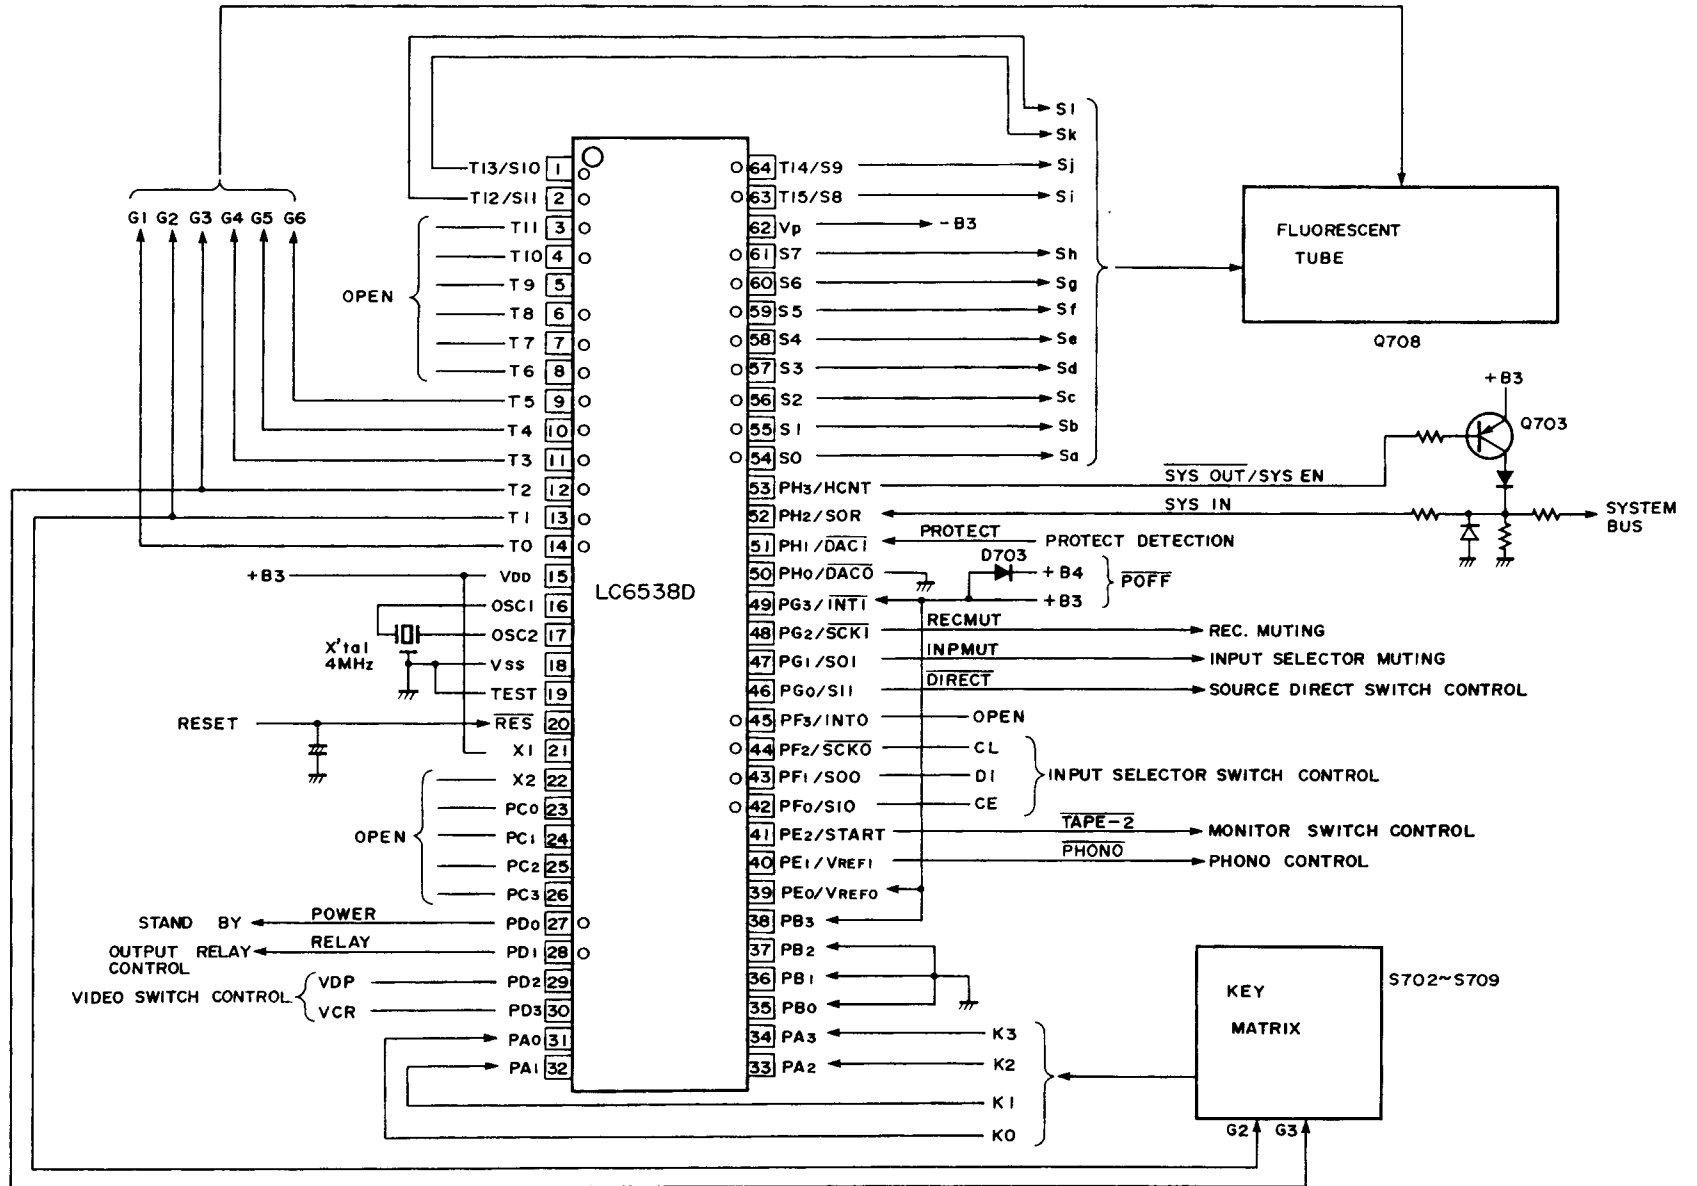 Sl
Sk
T13/S10 1
64 T14/S9 Sj
T12/S11 2
63 T15/S8 Si
G1 G2 G3 G4 G5 G6
T11 3
62 Vp -B3
T10 4
61 S7 Sh
T9 5
60 S6 Sg
OPEN
T8 6
59 S5 Sf
T7 7
58 S4 Se
T6 8
57 S3 Sd
T5 9
56 S2 Sc
T4 10
55 S1 Sb
T3 11
54 S0 Sa
FLUORESCENT
TUBE
Q708
+B3
Q703
T2 12
53 PH3/HCNT SYS OUT/SYS EN
T1 13
52 PH2/SOR SYS IN
SYSTEM
BUS
T0 14
51 PH1/DAC1 PROTECT PROTECT DETECTION
+B3 VDD 15
50 PH0/DAC0
D703 +B4
+B3
POFF
LC6538D
OSC1 16
49 PG3/INT1
OSC2 17
48 PG2/SCK1 RECMUT REC. MUTING
X'tal
4MHz
VSS 18
47 PG1/SO1 INPMUT INPUT SELECTOR MUTING
TEST 19
46 PG0/SI1 DIRECT SOURCE DIRECT SWITCH CONTROL
RESET RES 20
45 PF3/INT0 OPEN
X1 21
44 PF2/SCK0 CL
X2 22
43 PF1/SO0 DI
INPUT SELECTOR SWITCH CONTROL
PC0 23
42 PF0/SI0 CE
OPEN
PC1 24
41 PE2/START TAPE-2 MONITOR SWITCH CONTROL
PC2 25
40 PE1/VREF1 PHONO PHONO CONTROL
PC3 26
39 PE0/VREF0
STAND BY POWER PD0 27
38 PB3
OUTPUT RELAY
CONTROL
RELAY PD1 28
37 PB2
VIDEO SWITCH CONTROL
VDP PD2 29
36 PB1
VCR PD3 30
35 PB0
PA0 31
34 PA3 K3
PA1 32
33 PA2 K2
K1
K0
KEY
MATRIX
S702~S709
G2 G3